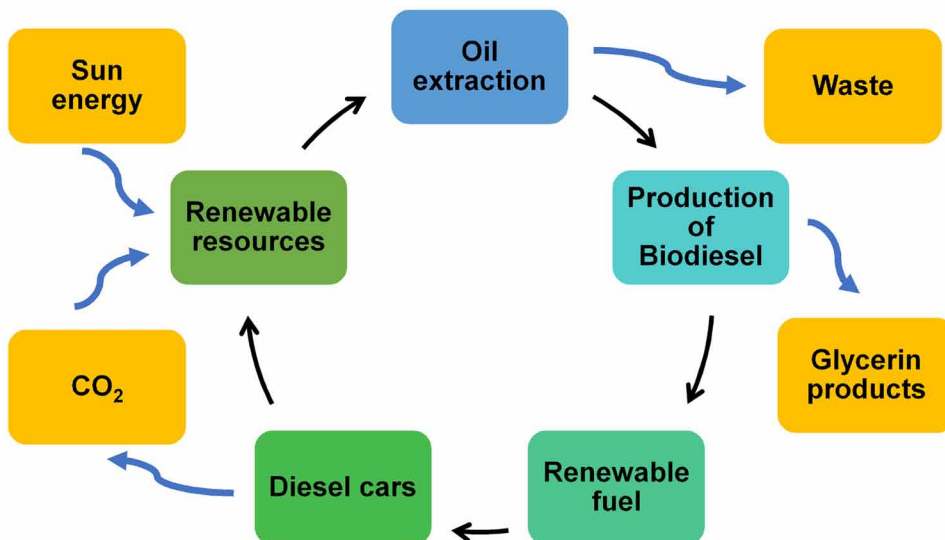 Sun
energy
Oil
extraction
Waste
Renewable
resources
Production
of
Biodiesel
CO₂
Glycerin
products
Diesel cars
Renewable
fuel